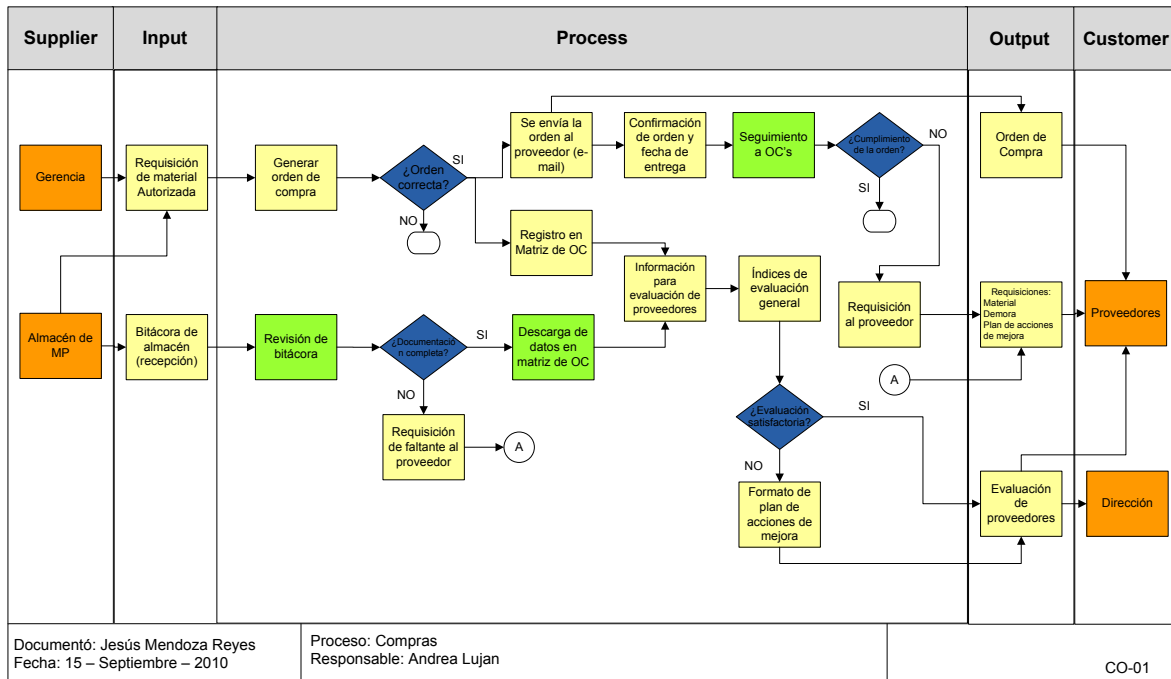 Supplier
Input
Process
Output
Customer
Gerencia
Requisición
de material
Autorizada
Generar
orden de
compra
¿Orden
correcta?
SI
NO
Se envía la
orden al
proveedor (e-
mail)
Confirmación
de orden y
fecha de
entrega
Seguimiento
a OC's
¿Cumplimiento
de la orden?
NO
SI
Orden de
Compra
Registro en
Matriz de OC
Información
para
evaluación de
proveedores
Índices de
evaluación
general
Requisición
al proveedor
Requisiciones:
Material
Demora
Plan de acciones
de mejora
Proveedores
Almacén de
MP
Bitácora de
almacén
(recepción)
Revisión de
bitácora
¿Documentació
n completa?
SI
NO
Descarga de
datos en
matriz de OC
A
Requisición
de faltante al
proveedor
A
¿Evaluación
satisfactoria?
SI
NO
Formato de
plan de
acciones de
mejora
Evaluación
de
proveedores
Dirección
Documentó: Jesús Mendoza Reyes
Fecha: 15 – Septiembre – 2010
Proceso: Compras
Responsable: Andrea Lujan
CO-01